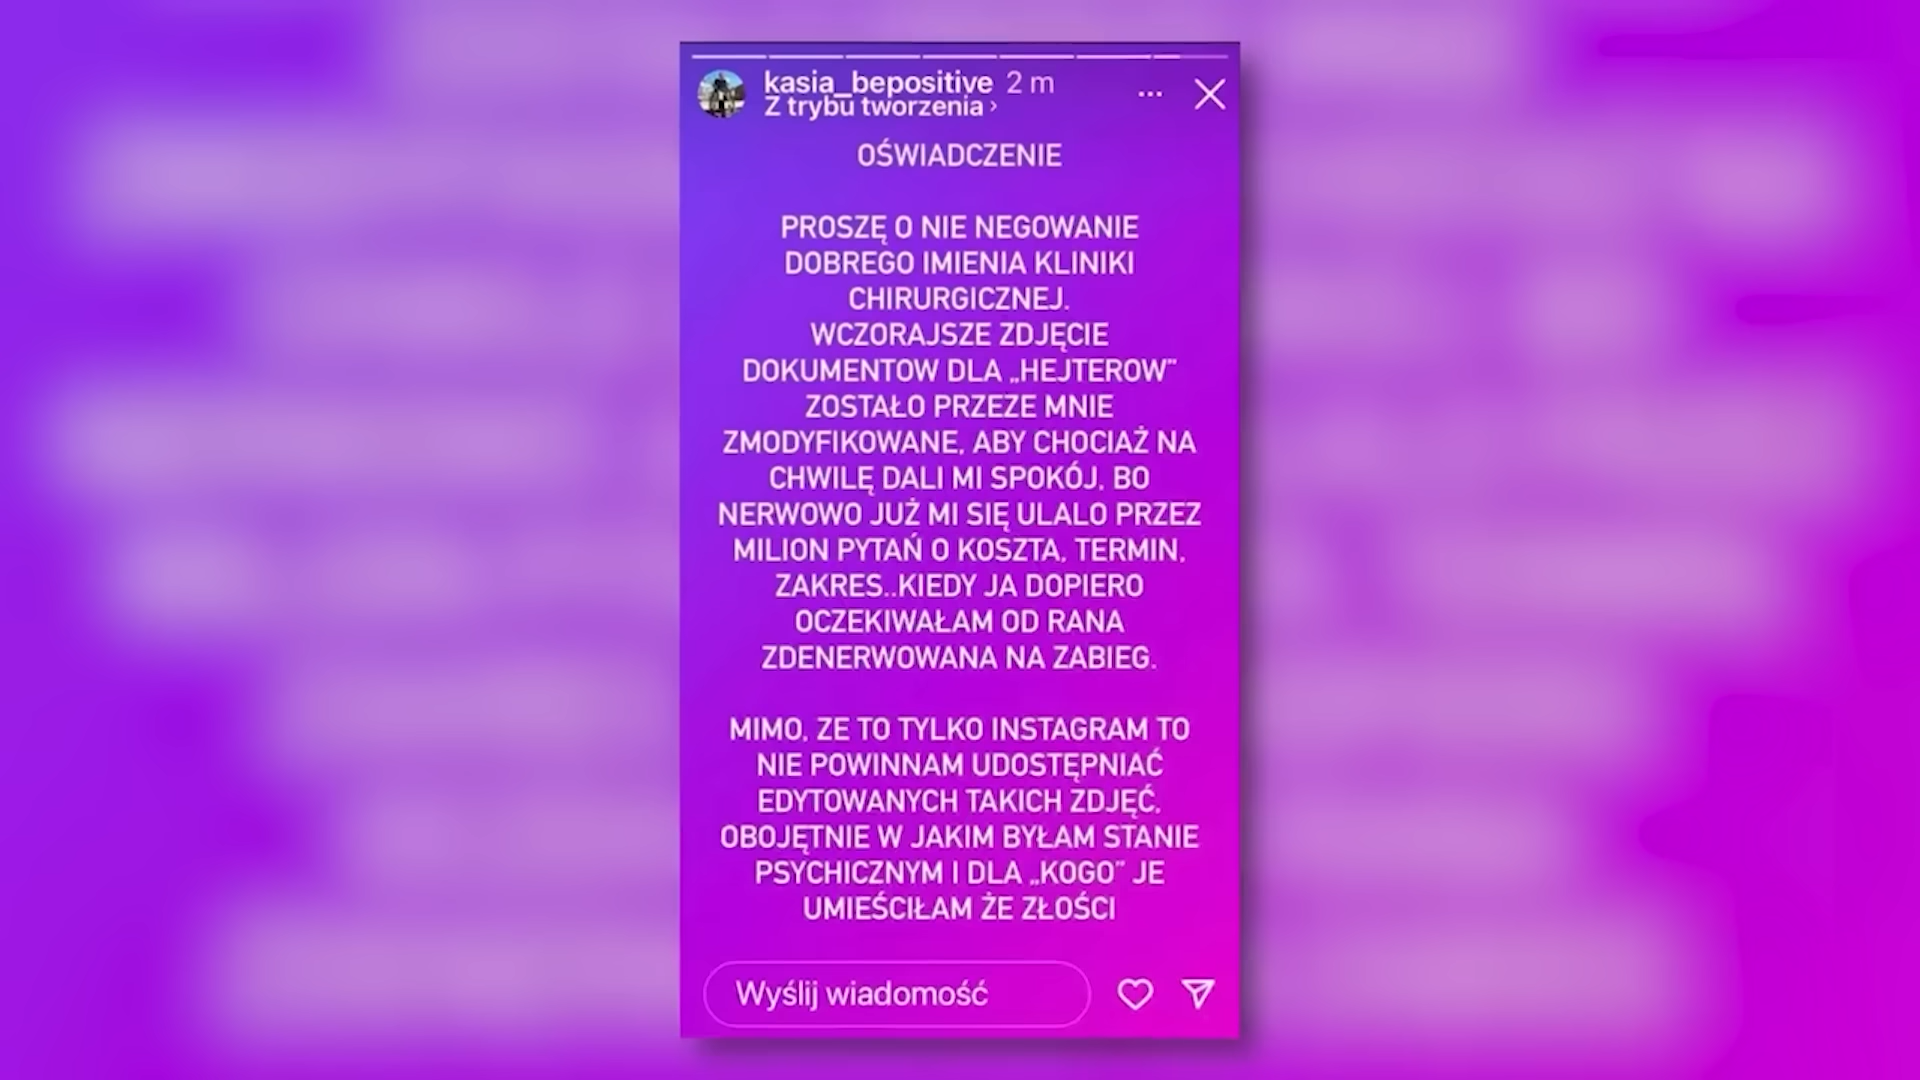 kasia_bepositive 2 m
Z trybu tworzenia ›
OŚWIADCZENIE
PROSZĘ O NIE NEGOWANIE
DOBREGO IMIENIA KLINIKI
CHIRURGICZNEJ.
WCZORAJSZE ZDJĘCIE
DOKUMENTOW DLA „HEJTEROW”
ZOSTAŁO PRZEZE MNIE
ZMODYFIKOWANE, ABY CHOCIAŻ NA
CHWILĘ DALI MI SPOKÓJ, BO
NERWOWO JUŻ MI SIĘ ULALO PRZEZ
MILION PYTAŃ O KOSZTA, TERMIN,
ZAKRES..KIEDY JA DOPIERO
OCZEKIWAŁAM OD RANA
ZDENERWOWANA NA ZABIEG.
MIMO, ZE TO TYLKO INSTAGRAM TO
NIE POWINNAM UDOSTĘPNIAĆ
EDYTOWANYCH TAKICH ZDJĘĆ,
OBOJĘTNIE W JAKIM BYŁAM STANIE
PSYCHICZNYM I DLA „KOGO” JE
UMIEŚCIŁAM ŻE ZŁOŚCI
Wyślij wiadomość